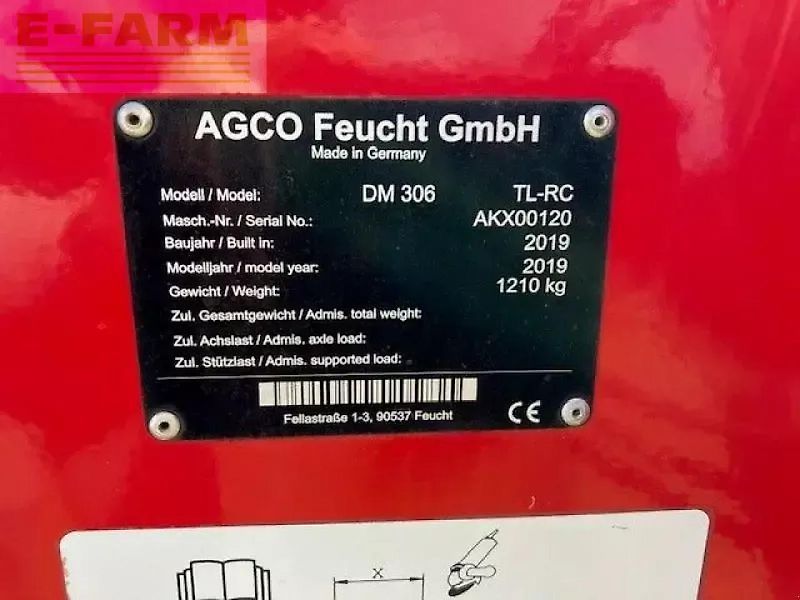 E-FARM
AGCO Feucht GmbH
Made in Germany
Modell / Model: DM 306 TL-RC
Masch.-Nr. / Serial No.: AKX00120
Baujahr / Built in: 2019
Modelljahr / model year: 2019
Gewicht / Weight: 1210 kg
Zul. Gesamtgewicht / Admis. total weight:
Zul. Achslast / Admis. axle load:
Zul. Stützlast / Admis. supported load:
Fellastraße 1-3, 90537 Feucht
CE
X